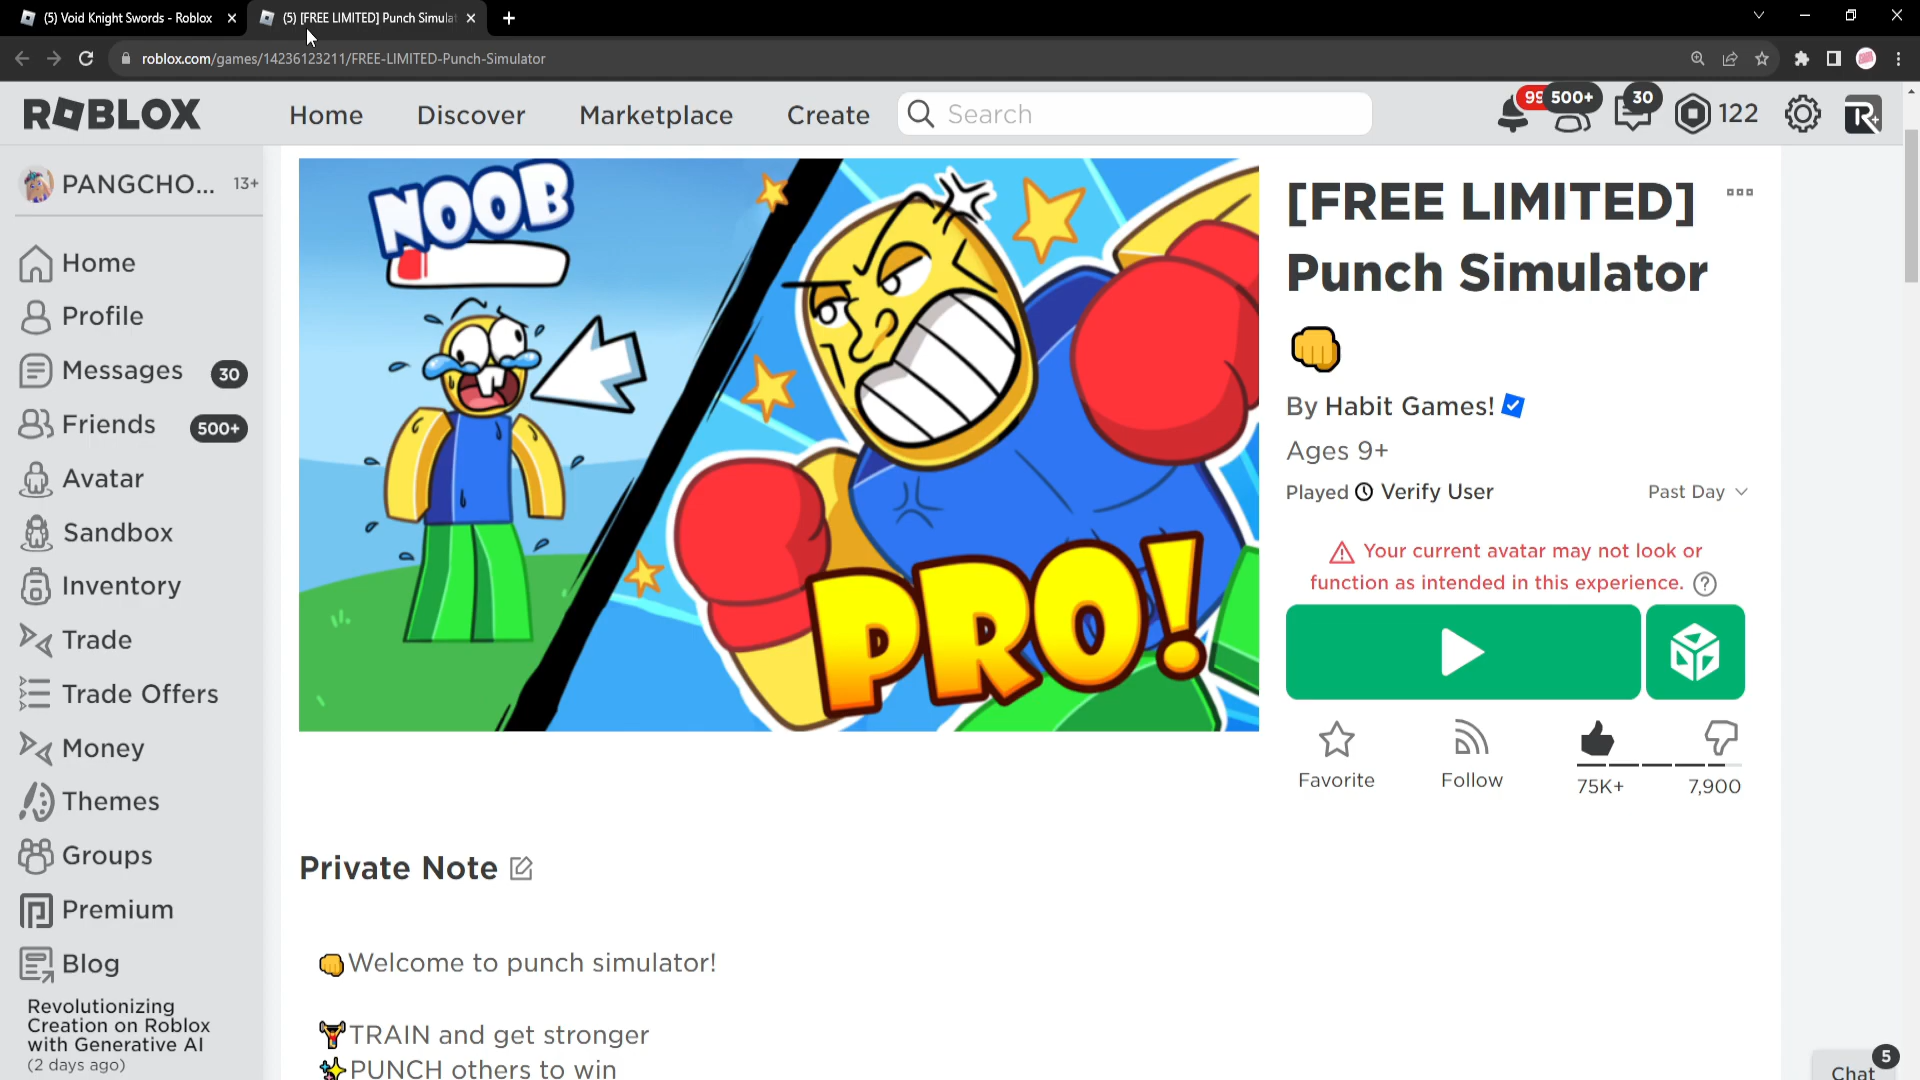 (5) Void Knight Swords - Roblox
(5) [FREE LIMITED] Punch Simulat
roblox.com/games/14236123211/FREE-LIMITED-Punch-Simulator
ROBLOX
Home
Discover
Marketplace
Create
Search
99
500+
30
122
PANGCHO...
13+
Home
Profile
Messages
30
Friends
500+
Avatar
Sandbox
Inventory
Trade
Trade Offers
Money
Themes
Groups
Premium
Blog
Revolutionizing
Creation on Roblox
with Generative AI
(2 days ago)
NOOB
PRO!
[FREE LIMITED]
Punch Simulator
👊
By Habit Games!
Ages 9+
Played Verify User
Past Day
Your current avatar may not look or
function as intended in this experience.
Favorite
Follow
75K+
7,900
Private Note
👊Welcome to punch simulator!
🏋TRAIN and get stronger
✨PUNCH others to win
Chat
5